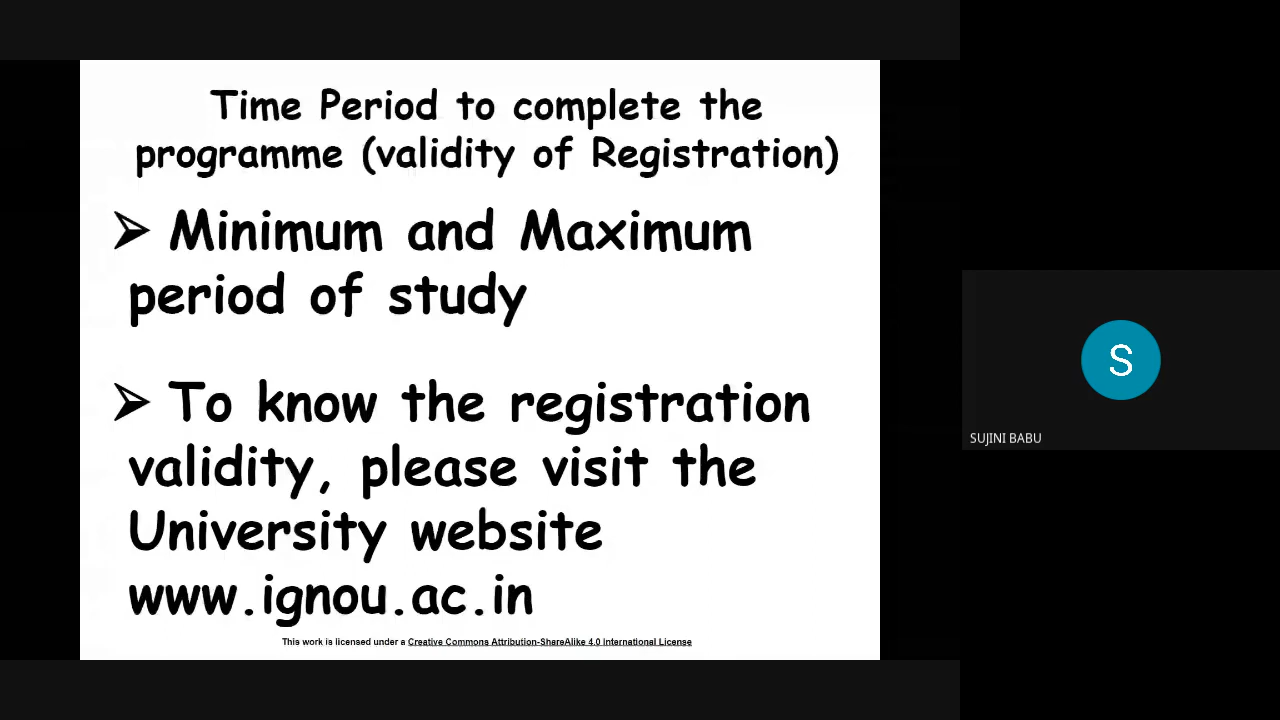 Time Period to complete the
programme (validity of Registration)
➢ Minimum and Maximum
period of study
➢ To know the registration
validity, please visit the
University website
www.ignou.ac.in
This work is licensed under a Creative Commons Attribution-ShareAlike 4.0 International License
S
SUJINI BABU